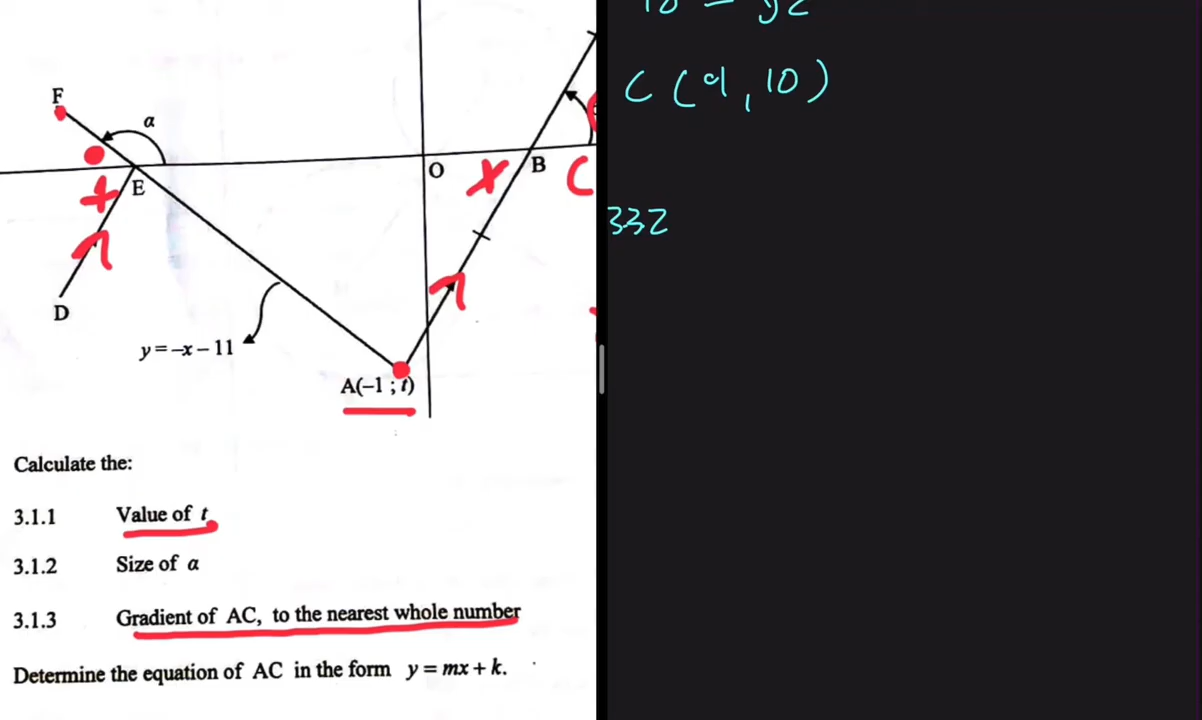 F
α
O
B
C
E
D
y = –x – 11
A(–1 ; t)
Calculate the:
3.1.1 Value of t
3.1.2 Size of α
3.1.3 Gradient of AC, to the nearest whole number
Determine the equation of AC in the form y = mx + k.
C (9, 10)
332